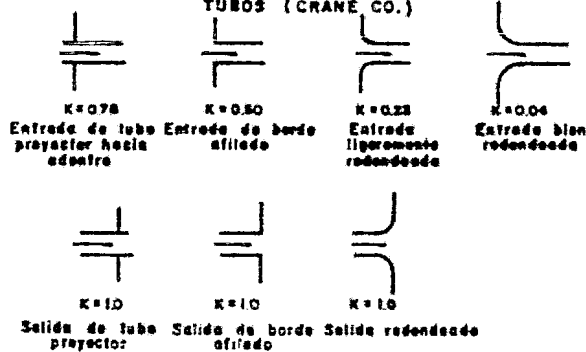 TUBOS (CRANE CO.)
K=0.78 K=0.50 K=0.23 K=0.04
Entrada de tubo Entrada de borde Entrada Entrada bien
proyector hacia afilado ligeramente redondeada
adentro redondeada
K=1.0 K=1.0 K=1.0
Salida de tubo Salida de borde Salida redondeada
proyector afilado